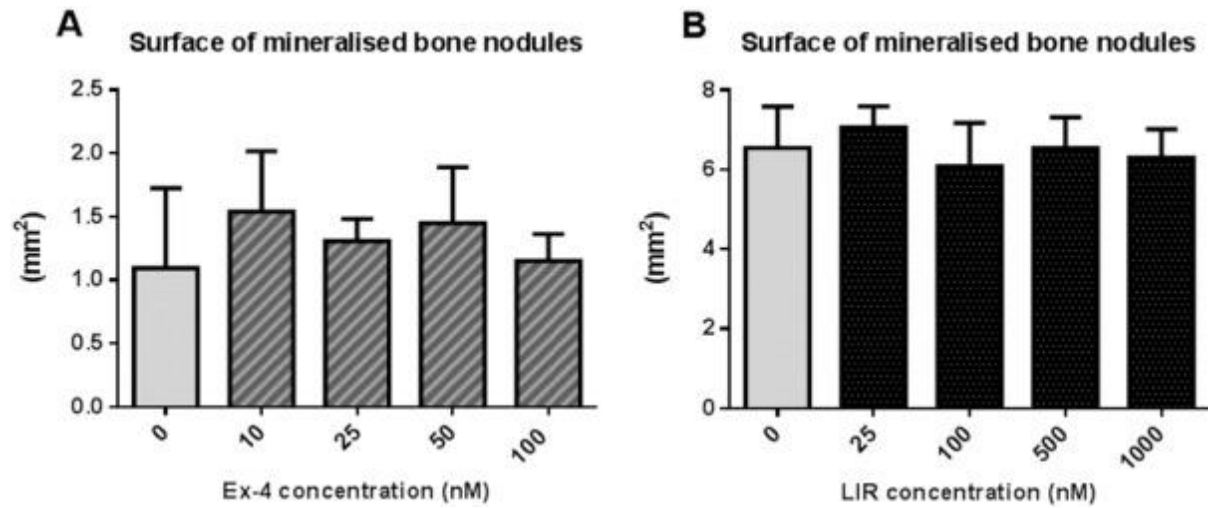 A
Surface of mineralised bone nodules
2.5
2.0
1.5
1.0
0.5
0.0
(mm²)
0 10 25 50 100
Ex-4 concentration (nM)
B
Surface of mineralised bone nodules
8
6
4
2
0
(mm²)
0 25 100 500 1000
LIR concentration (nM)